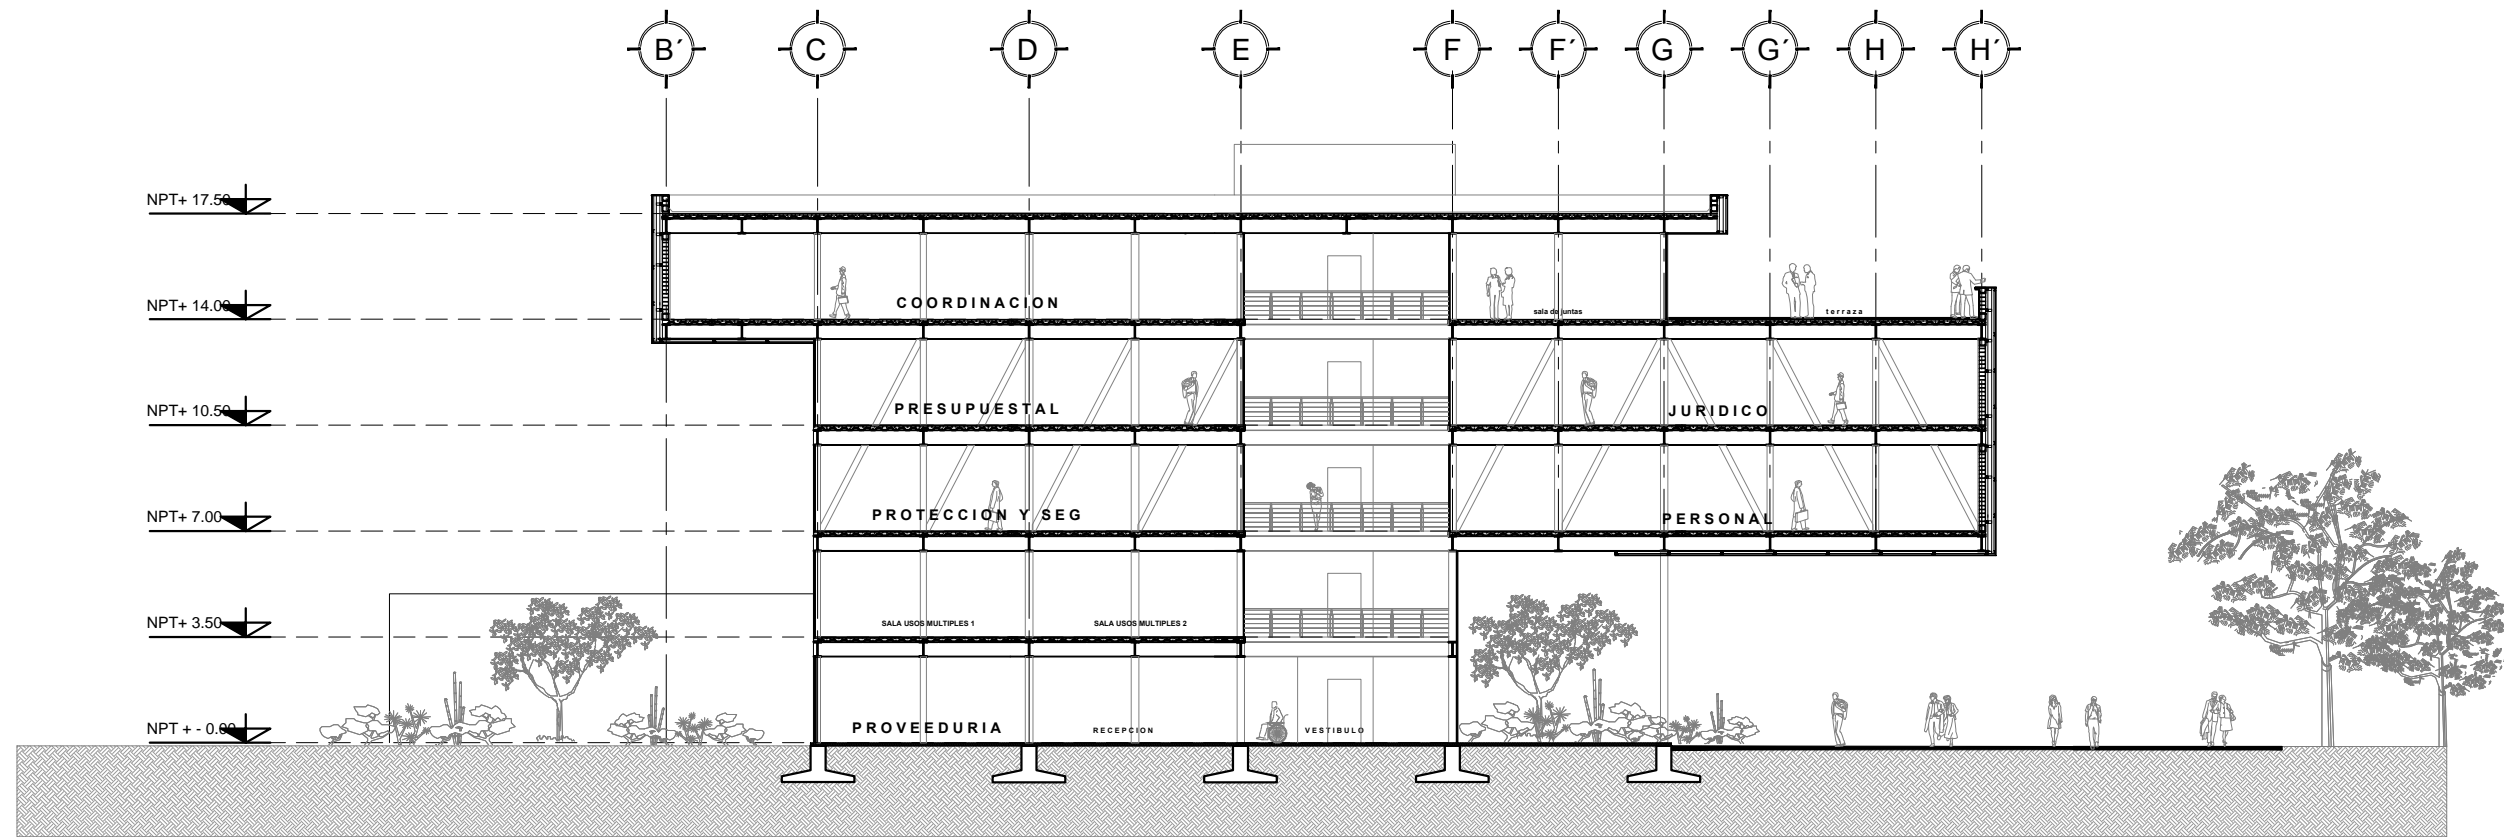 B´ C D E F F´ G G´ H H´
NPT+ 17.50
NPT+ 14.00
COORDINACION
sala de juntas
terraza
NPT+ 10.50
PRESUPUESTAL
JURIDICO
NPT+ 7.00
PROTECCION Y SEG
PERSONAL
NPT+ 3.50
SALA USOS MULTIPLES 1
SALA USOS MULTIPLES 2
NPT + - 0.00
PROVEEDURIA
RECEPCION
VESTIBULO